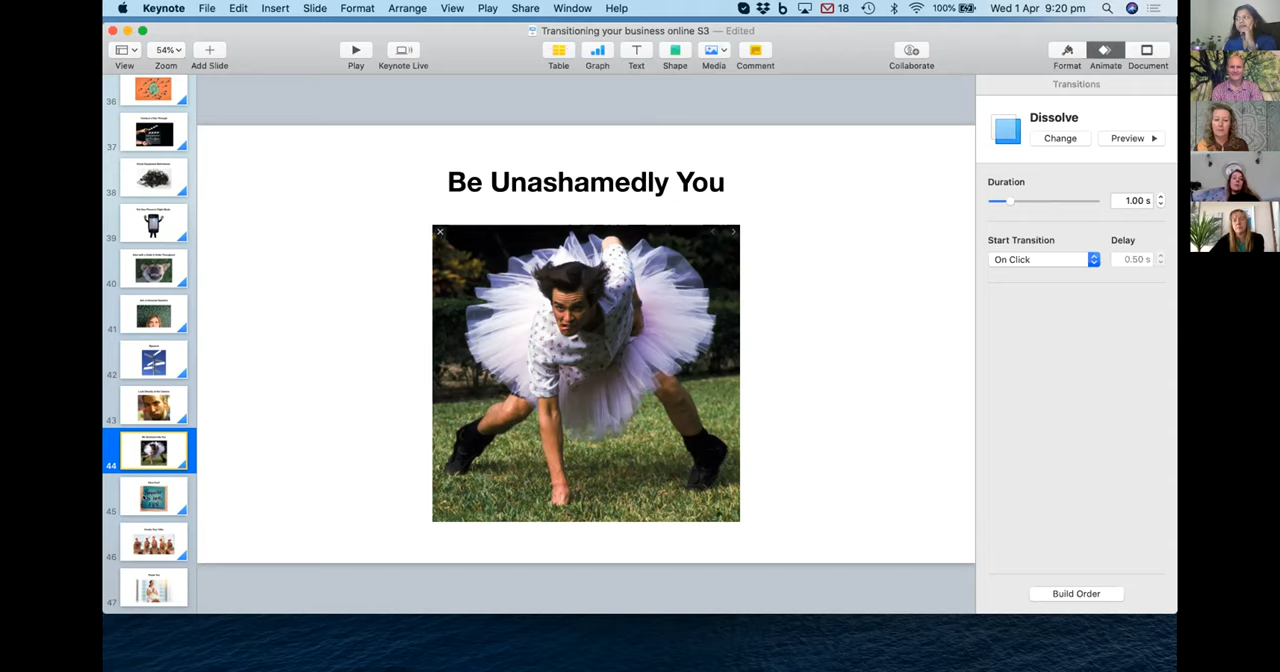 Keynote File Edit Insert Slide Format Arrange View Play Share Window Help 18 100% Wed 1 Apr 9:20 pm
Transitioning your business online S3 — Edited
54%
View Zoom Add Slide Play Keynote Live Table Graph Text Shape Media Comment Collaborate Format Animate Document
Transitions
36
37
38
39
40
41
42
43
44
45
46
47
Thank You
Be Unashamedly You
Dissolve
Change Preview
Duration
1.00 s
Start Transition Delay
On Click 0.50 s
Build Order